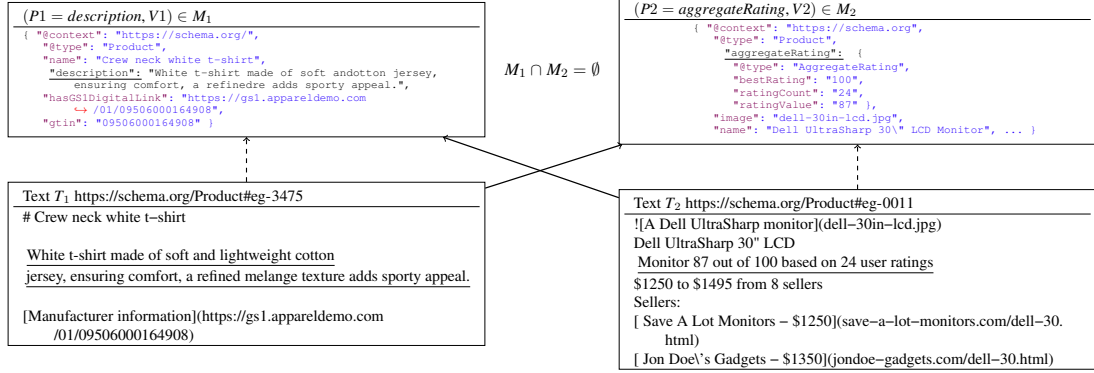 (P1 = description, V1) ∈ M₁
{ "@context": "https://schema.org/",
"@type": "Product",
"name": "Crew neck white t-shirt",
"description": "White t-shirt made of soft andotton jersey,
ensuring comfort, a refinedre adds sporty appeal.",
"hasGS1DigitalLink": "https://gs1.appareldemo.com
↪ /01/09506000164908",
"gtin": "09506000164908" }
M₁ ∩ M₂ = ∅
(P2 = aggregateRating, V2) ∈ M₂
{ "@context": "https://schema.org",
"@type": "Product",
"aggregateRating": {
"@type": "AggregateRating",
"bestRating": "100",
"ratingCount": "24",
"ratingValue": "87" },
"image": "dell-30in-lcd.jpg",
"name": "Dell UltraSharp 30\" LCD Monitor", ... }
Text T₁ https://schema.org/Product#eg-3475
# Crew neck white t−shirt
White t-shirt made of soft and lightweight cotton
jersey, ensuring comfort, a refined melange texture adds sporty appeal.
[Manufacturer information](https://gs1.appareldemo.com
/01/09506000164908)
Text T₂ https://schema.org/Product#eg-0011
![A Dell UltraSharp monitor](dell−30in−lcd.jpg)
Dell UltraSharp 30" LCD
Monitor 87 out of 100 based on 24 user ratings
$1250 to $1495 from 8 sellers
Sellers:
[ Save A Lot Monitors − $1250](save−a−lot−monitors.com/dell−30.
html)
[ Jon Doe\'s Gadgets − $1350](jondoe−gadgets.com/dell−30.html)